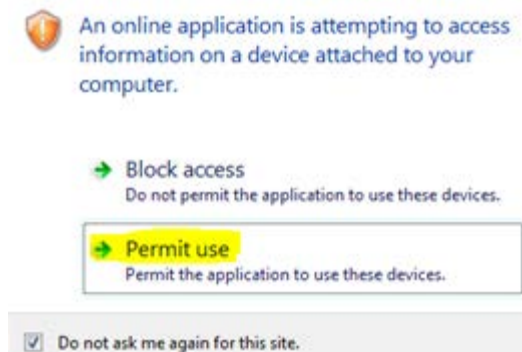 An online application is attempting to access
information on a device attached to your
computer.
Block access
Do not permit the application to use these devices.
Permit use
Permit the application to use these devices.
Do not ask me again for this site.